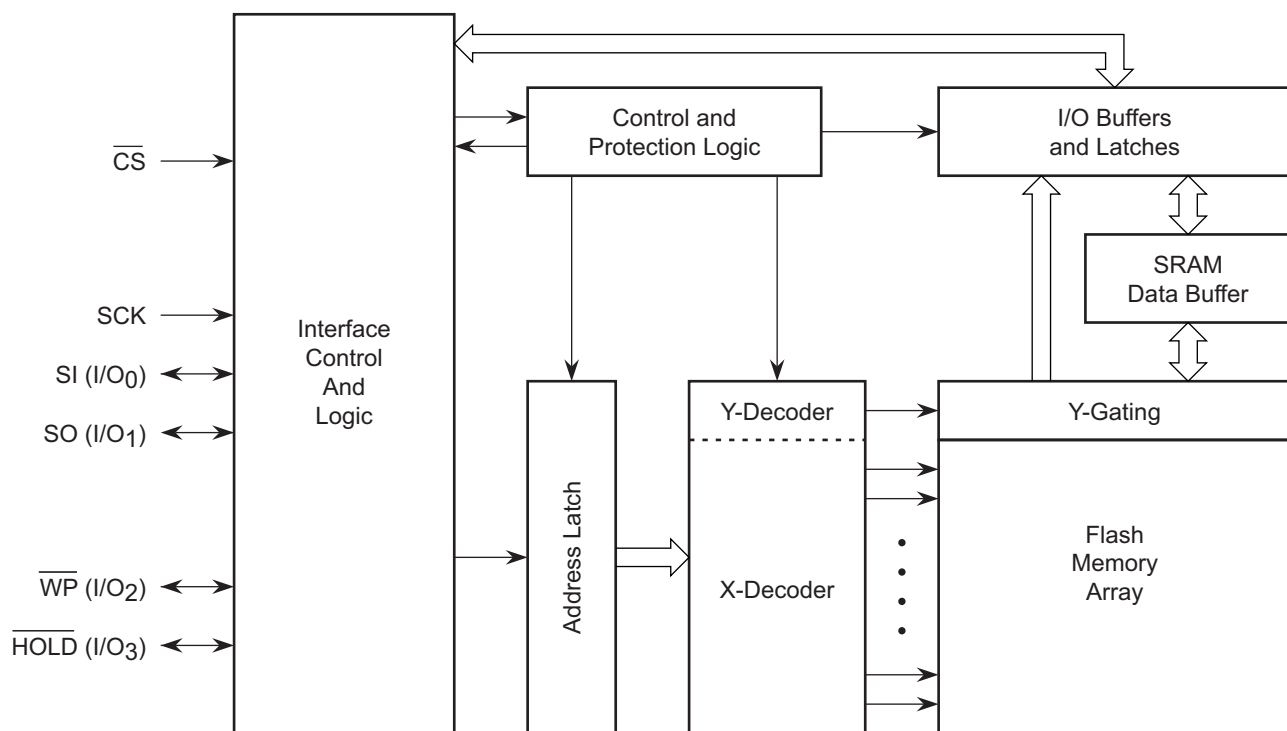 Control and
Protection Logic
I/O Buffers
and Latches
CS
SRAM
Data Buffer
SCK
Interface
Control
And
Logic
SI (I/O0)
SO (I/O1)
Y-Decoder
Y-Gating
Address Latch
X-Decoder
Flash
Memory
Array
WP (I/O2)
HOLD (I/O3)